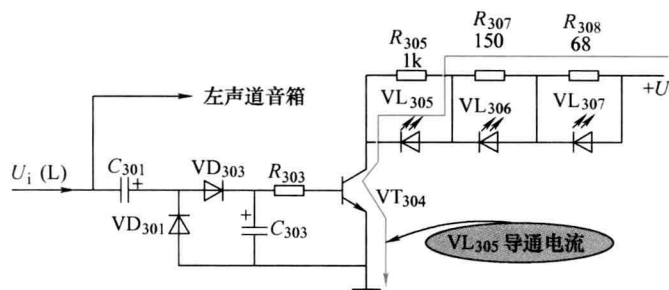 R305
1k
R307
150
R308
68
+U
左声道音箱
VL305
VL306
VL307
Ui (L)
C301
+
VD303
R303
VT304
VD301
+
C303
VL305 导通电流